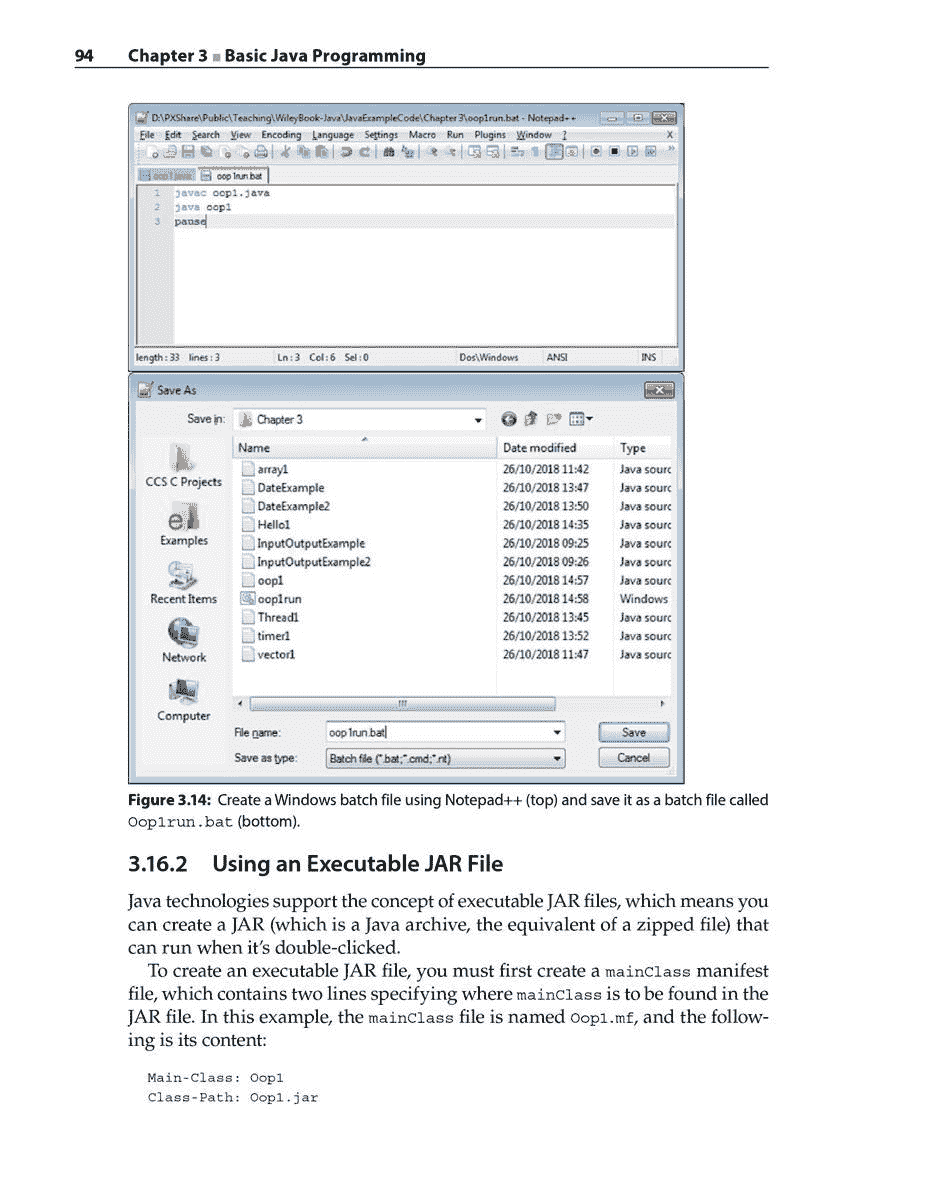 94 Chapter 3 ■ Basic Java Programming
D:\PXShare\Public\Teaching\WileyBook-Java\JavaExampleCode\Chapter 3\oop1run.bat - Notepad++
File Edit Search View Encoding Language Settings Macro Run Plugins Window ? X
oop1.java oop1run.bat
1 javac oop1.java
2 java oop1
3 pause
length : 33 lines : 3 Ln : 3 Col : 6 Sel : 0 Dos\Windows ANSI INS
Save As
Save in: Chapter 3
Name Date modified Type
array1 26/10/2018 11:42 Java sourc
CCS C Projects
DateExample 26/10/2018 13:47 Java sourc
DateExample2 26/10/2018 13:50 Java sourc
Hello1 26/10/2018 14:35 Java sourc
Examples
InputOutputExample 26/10/2018 09:25 Java sourc
InputOutputExample2 26/10/2018 09:26 Java sourc
oop1 26/10/2018 14:57 Java sourc
Recent Items
oop1run 26/10/2018 14:58 Windows
Thread1 26/10/2018 13:45 Java sourc
timer1 26/10/2018 13:52 Java sourc
Network
vector1 26/10/2018 11:47 Java sourc
Computer
File name: oop1run.bat Save
Save as type: Batch file (*.bat;*.cmd;*.nt) Cancel
Figure 3.14: Create a Windows batch file using Notepad++ (top) and save it as a batch file called
Oop1run.bat (bottom).
3.16.2 Using an Executable JAR File
Java technologies support the concept of executable JAR files, which means you
can create a JAR (which is a Java archive, the equivalent of a zipped file) that
can run when it's double-clicked.
To create an executable JAR file, you must first create a mainClass manifest
file, which contains two lines specifying where mainClass is to be found in the
JAR file. In this example, the mainClass file is named Oop1.mf, and the follow-
ing is its content:
Main-Class: Oop1
Class-Path: Oop1.jar